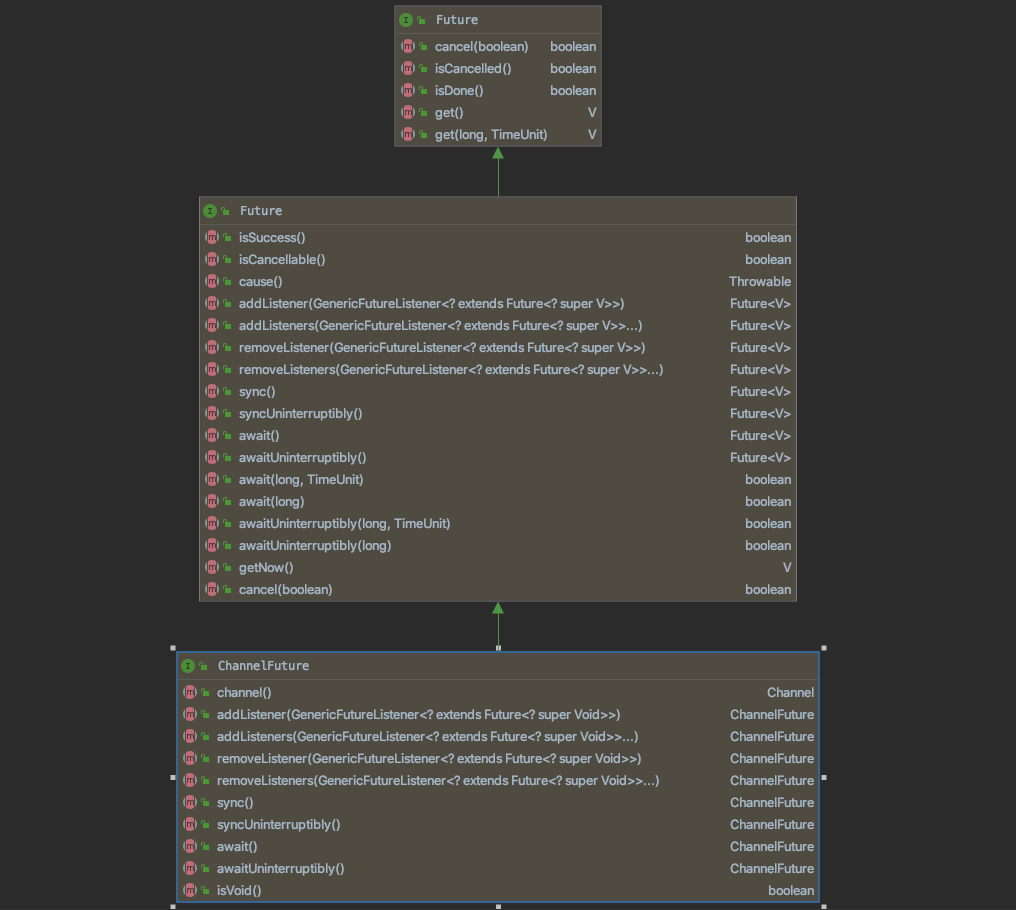 Future
cancel(boolean) boolean
isCancelled() boolean
isDone() boolean
get() V
get(long, TimeUnit) V
Future
isSuccess() boolean
isCancellable() boolean
cause() Throwable
addListener(GenericFutureListener<? extends Future<? super V>>) Future<V>
addListeners(GenericFutureListener<? extends Future<? super V>>...) Future<V>
removeListener(GenericFutureListener<? extends Future<? super V>>) Future<V>
removeListeners(GenericFutureListener<? extends Future<? super V>>...) Future<V>
sync() Future<V>
syncUninterruptibly() Future<V>
await() Future<V>
awaitUninterruptibly() Future<V>
await(long, TimeUnit) boolean
await(long) boolean
awaitUninterruptibly(long, TimeUnit) boolean
awaitUninterruptibly(long) boolean
getNow() V
cancel(boolean) boolean
ChannelFuture
channel() Channel
addListener(GenericFutureListener<? extends Future<? super Void>>) ChannelFuture
addListeners(GenericFutureListener<? extends Future<? super Void>>...) ChannelFuture
removeListener(GenericFutureListener<? extends Future<? super Void>>) ChannelFuture
removeListeners(GenericFutureListener<? extends Future<? super Void>>...) ChannelFuture
sync() ChannelFuture
syncUninterruptibly() ChannelFuture
await() ChannelFuture
awaitUninterruptibly() ChannelFuture
isVoid() boolean